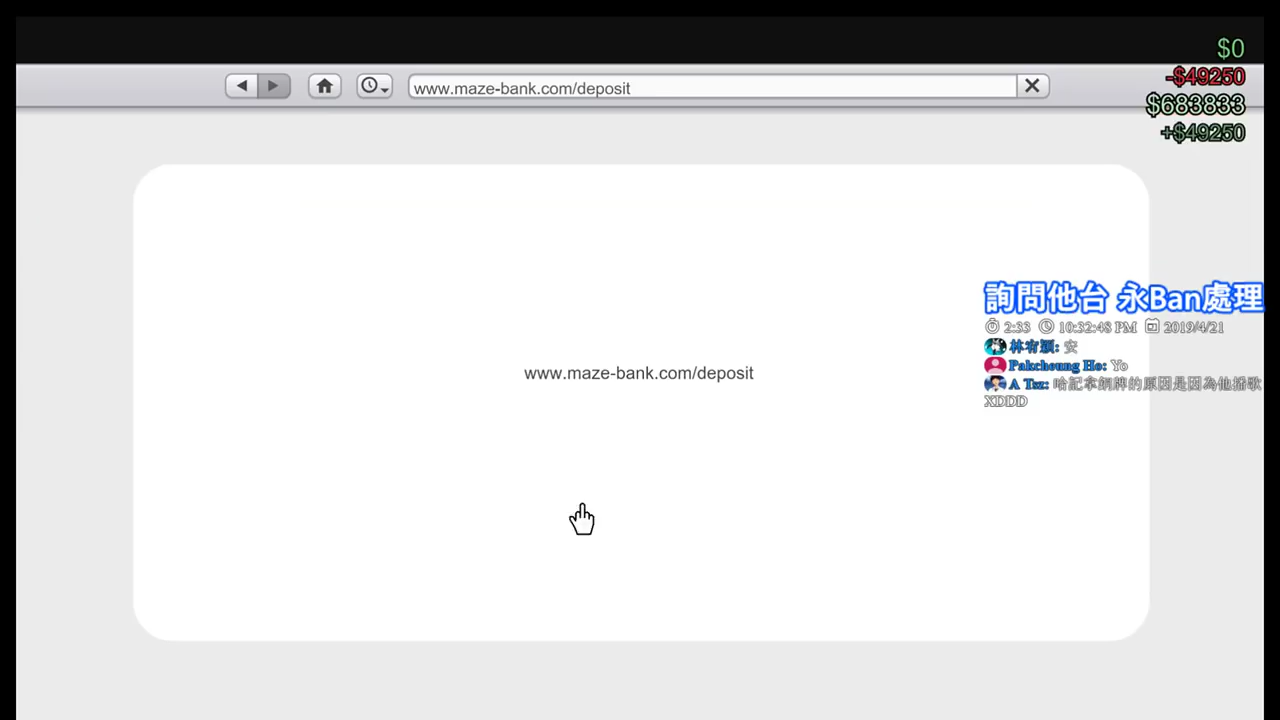 $0
-$49250
www.maze-bank.com/deposit
$683833
+$49250
詢問他台 永Ban處理
2:33 10:32:48 PM 2019/4/21
林宥穎: 安
www.maze-bank.com/deposit
Pakcheung Ho: Yo
A Tsz: 哈記拿銅牌的原因是因為他播歌
XDDD